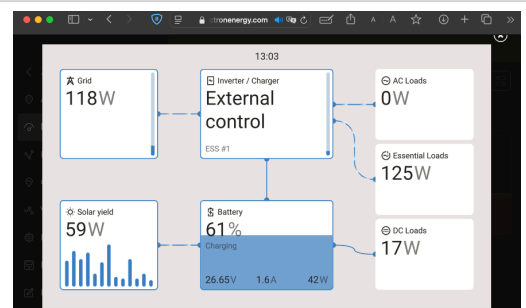 stronenergy.com
A A
13:03
Grid
118W
Inverter / Charger
External
control
ESS #1
AC Loads
0W
Essential Loads
125W
Solar yield
59W
Battery
61%
Charging
26.65V 1.6A 42W
DC Loads
17W